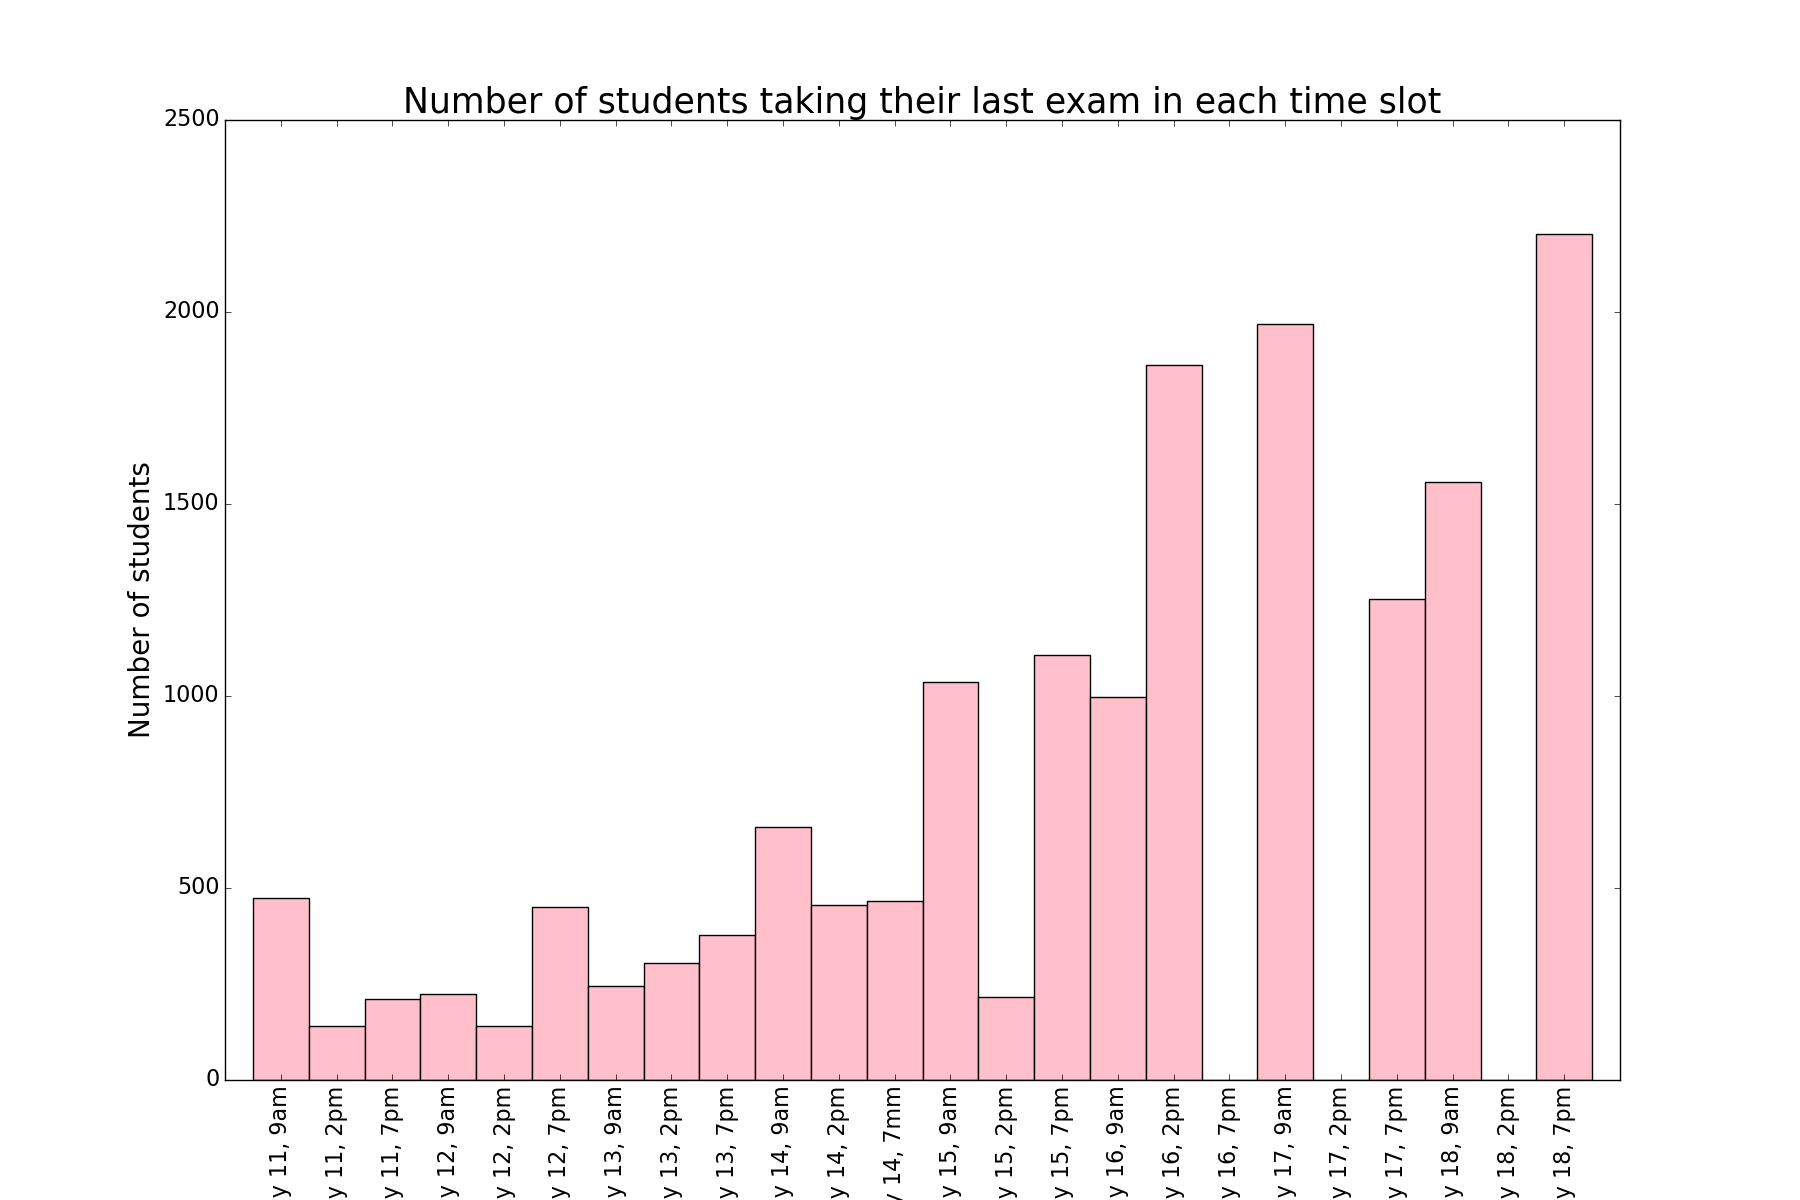 Number of students taking their last exam in each time slot
Number of students
2500
2000
1500
1000
500
0
y 11, 9am
y 11, 2pm
y 11, 7pm
y 12, 9am
y 12, 2pm
y 12, 7pm
y 13, 9am
y 13, 2pm
y 13, 7pm
y 14, 9am
y 14, 2pm
y 14, 7mm
y 15, 9am
y 15, 2pm
y 15, 7pm
y 16, 9am
y 16, 2pm
y 16, 7pm
y 17, 9am
y 17, 2pm
y 17, 7pm
y 18, 9am
y 18, 2pm
y 18, 7pm